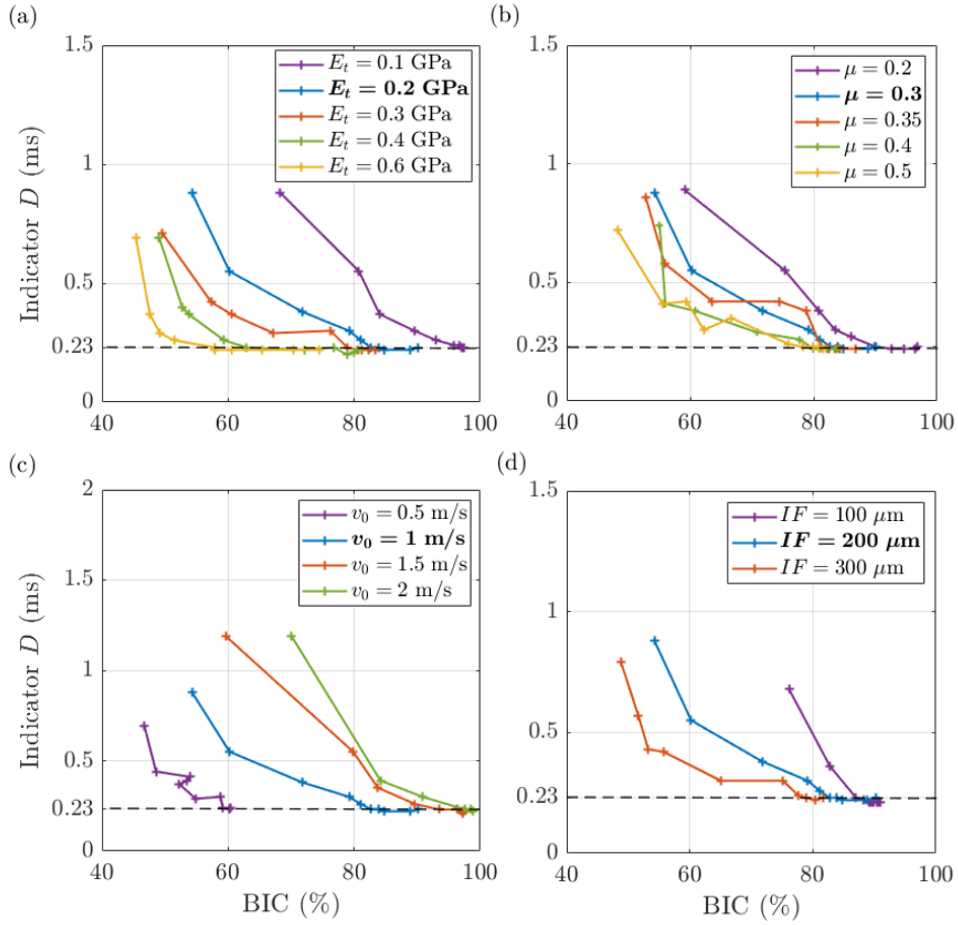 (a)
1.5
1
0.5
0.23
0
Indicator D (ms)
40 60 80 100
E_t = 0.1 GPa
E_t = 0.2 GPa
E_t = 0.3 GPa
E_t = 0.4 GPa
E_t = 0.6 GPa
(b)
1.5
1
0.5
0.23
0
40 60 80 100
μ = 0.2
μ = 0.3
μ = 0.35
μ = 0.4
μ = 0.5
(c)
2
1.5
1
0.5
0.23
0
Indicator D (ms)
40 60 80 100
BIC (%)
v_0 = 0.5 m/s
v_0 = 1 m/s
v_0 = 1.5 m/s
v_0 = 2 m/s
(d)
1.5
1
0.5
0.23
0
40 60 80 100
BIC (%)
IF = 100 μm
IF = 200 μm
IF = 300 μm